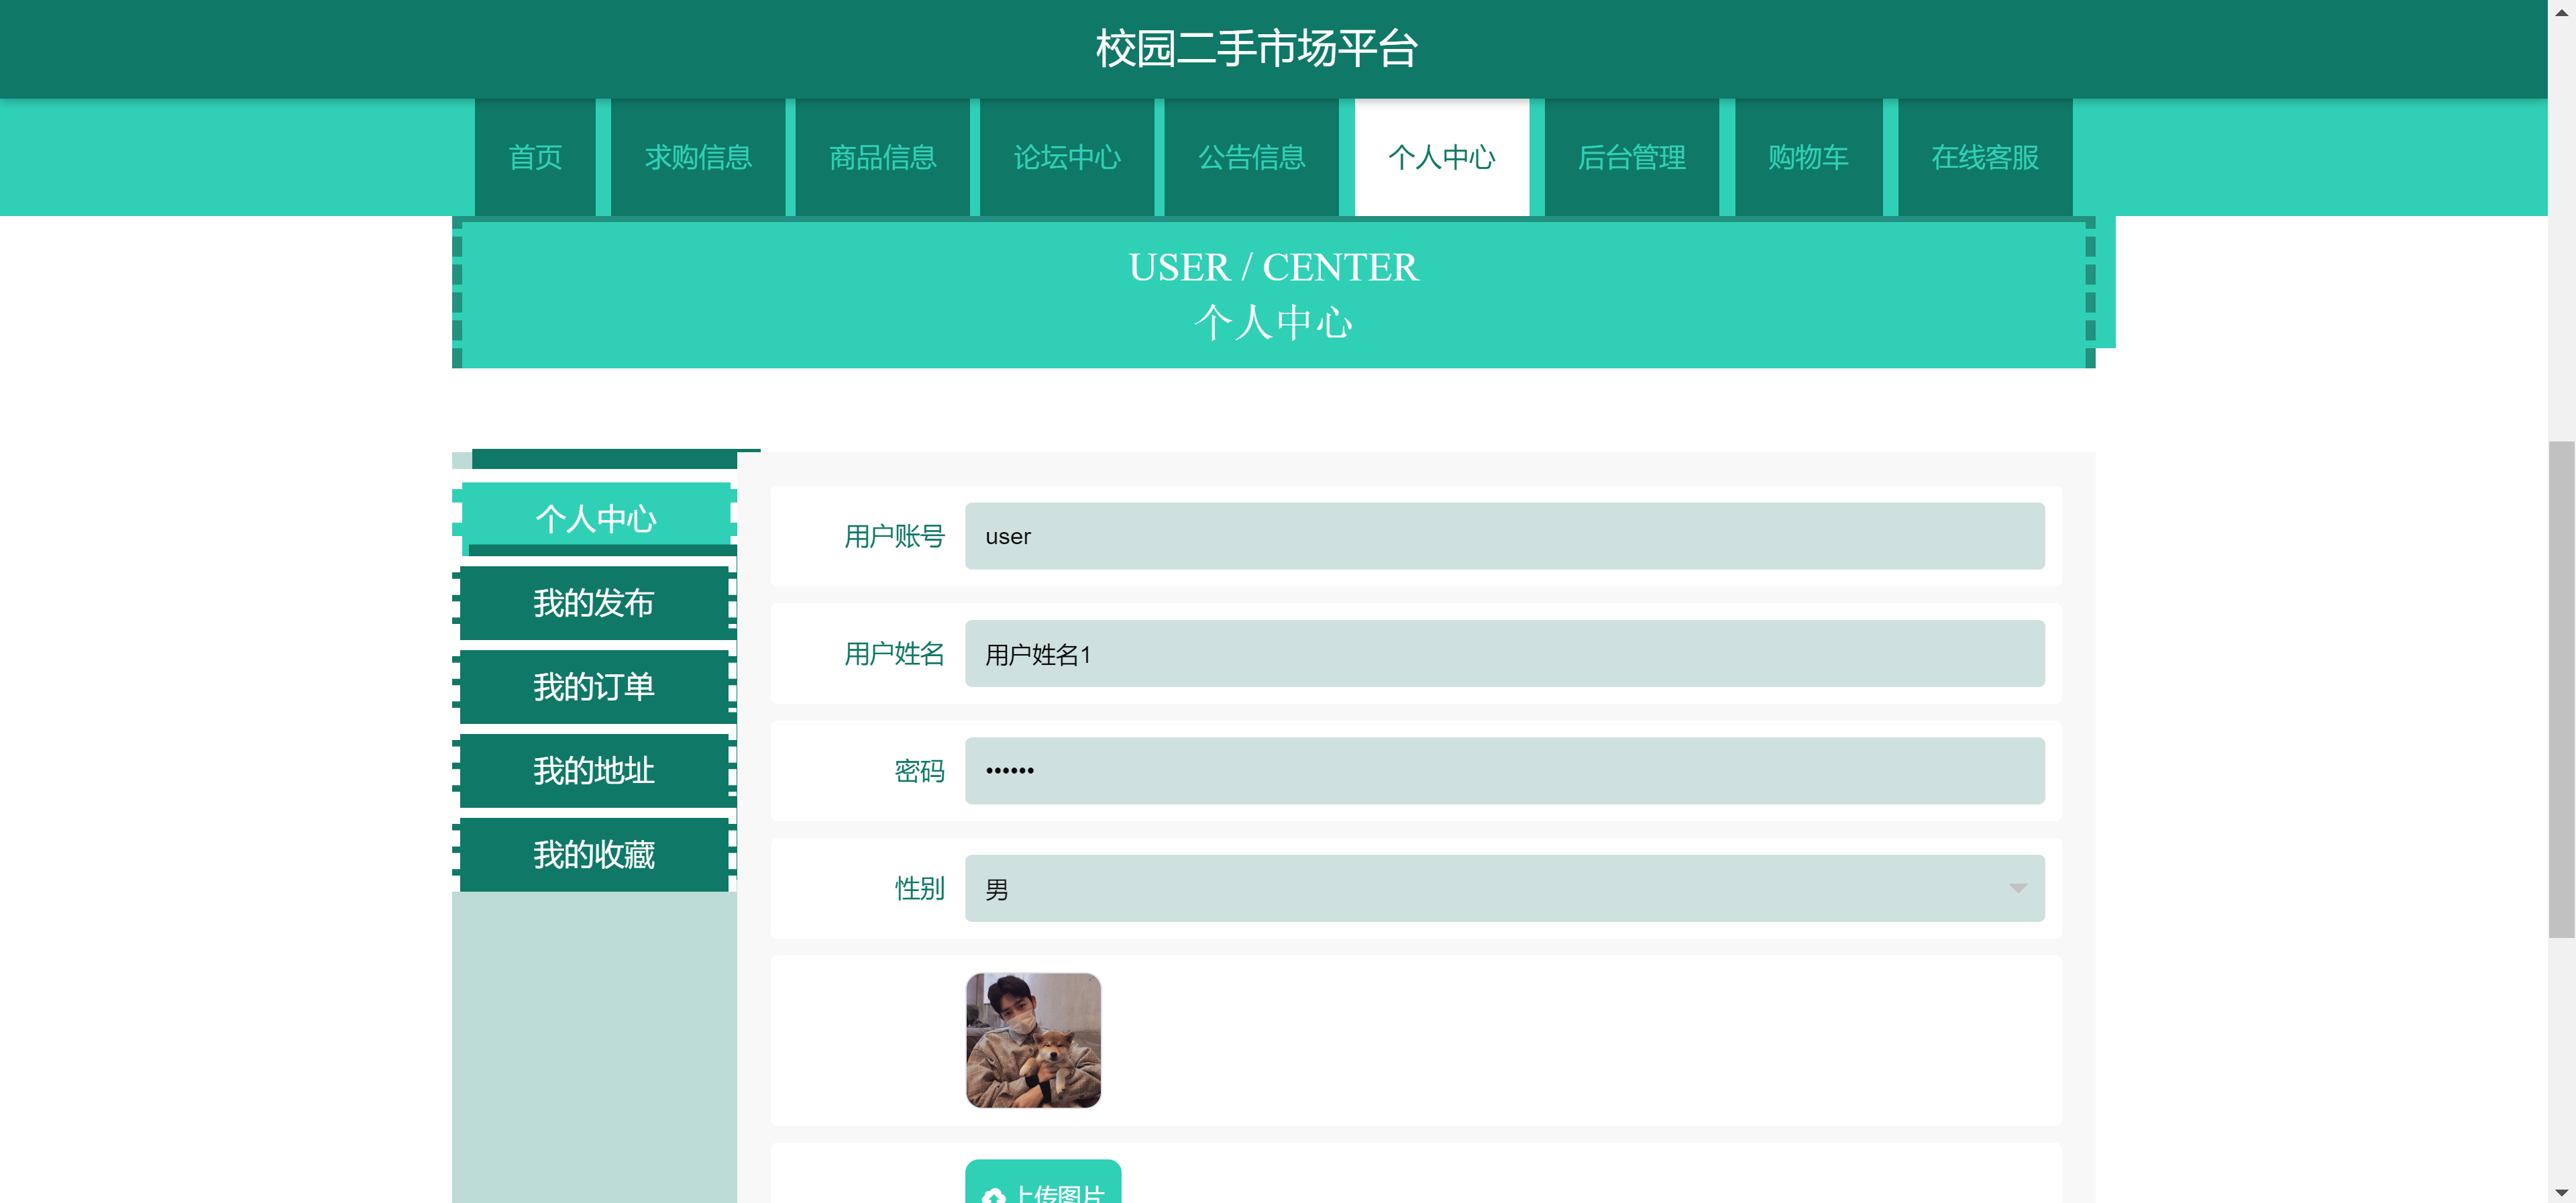 校园二手市场平台
首页
求购信息
商品信息
论坛中心
公告信息
个人中心
后台管理
购物车
在线客服
USER / CENTER
个人中心
个人中心
我的发布
我的订单
我的地址
我的收藏
用户账号
user
用户姓名
用户姓名1
密码
••••••
性别
男
上传图片